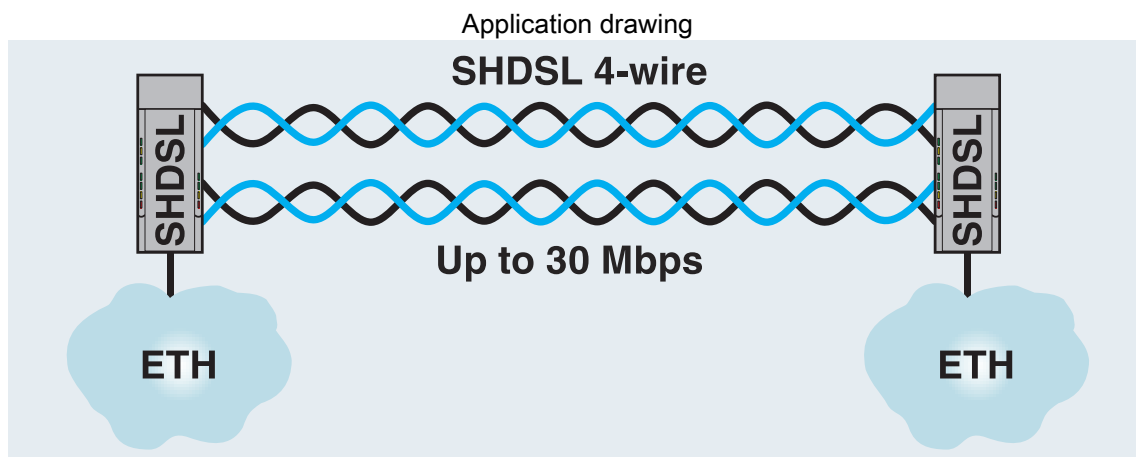 Application drawing
SHDSL 4-wire
SHDSL
SHDSL
Up to 30 Mbps
ETH
ETH